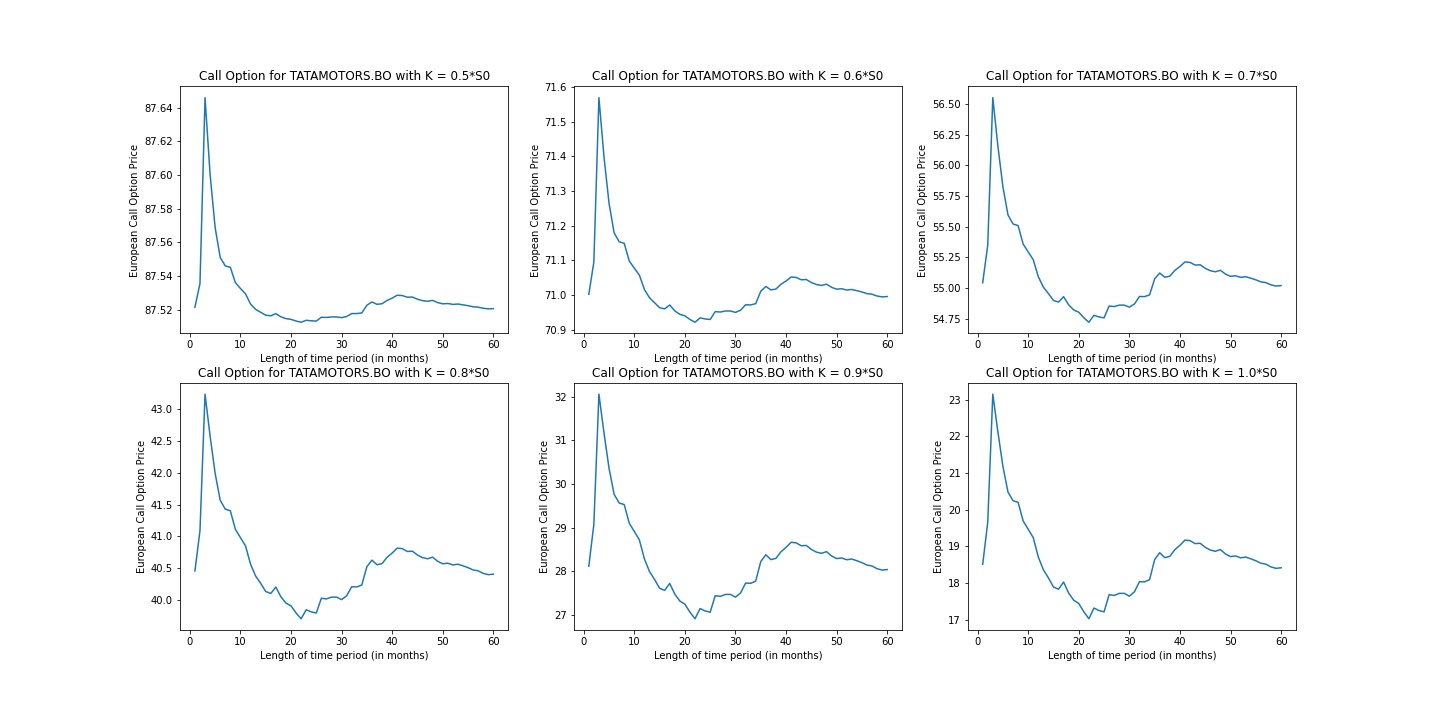 Call Option for TATAMOTORS.BO with K = 0.5*S0
European Call Option Price
87.64
87.62
87.60
87.58
87.56
87.54
87.52
0 10 20 30 40 50 60
Length of time period (in months)
Call Option for TATAMOTORS.BO with K = 0.6*S0
European Call Option Price
71.6
71.5
71.4
71.3
71.2
71.1
71.0
70.9
0 10 20 30 40 50 60
Length of time period (in months)
Call Option for TATAMOTORS.BO with K = 0.7*S0
European Call Option Price
56.50
56.25
56.00
55.75
55.50
55.25
55.00
54.75
0 10 20 30 40 50 60
Length of time period (in months)
Call Option for TATAMOTORS.BO with K = 0.8*S0
European Call Option Price
43.0
42.5
42.0
41.5
41.0
40.5
40.0
0 10 20 30 40 50 60
Length of time period (in months)
Call Option for TATAMOTORS.BO with K = 0.9*S0
European Call Option Price
32
31
30
29
28
27
0 10 20 30 40 50 60
Length of time period (in months)
Call Option for TATAMOTORS.BO with K = 1.0*S0
European Call Option Price
23
22
21
20
19
18
17
0 10 20 30 40 50 60
Length of time period (in months)